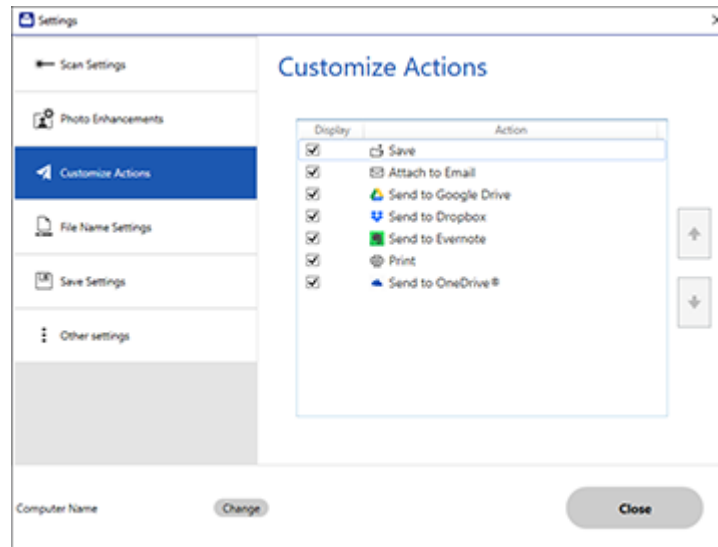 Settings
Scan Settings
Photo Enhancements
Customize Actions
File Name Settings
Save Settings
Other settings
Customize Actions
Display Action
Save
Attach to Email
Send to Google Drive
Send to Dropbox
Send to Evernote
Print
Send to OneDrive®
Computer Name Change Close